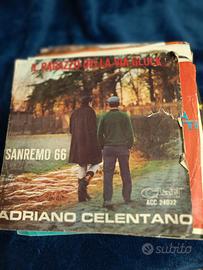 IL RAGAZZO DELLA VIA GLUCK
SANREMO 66
ACC 24032
ADRIANO CELENTANO
subito